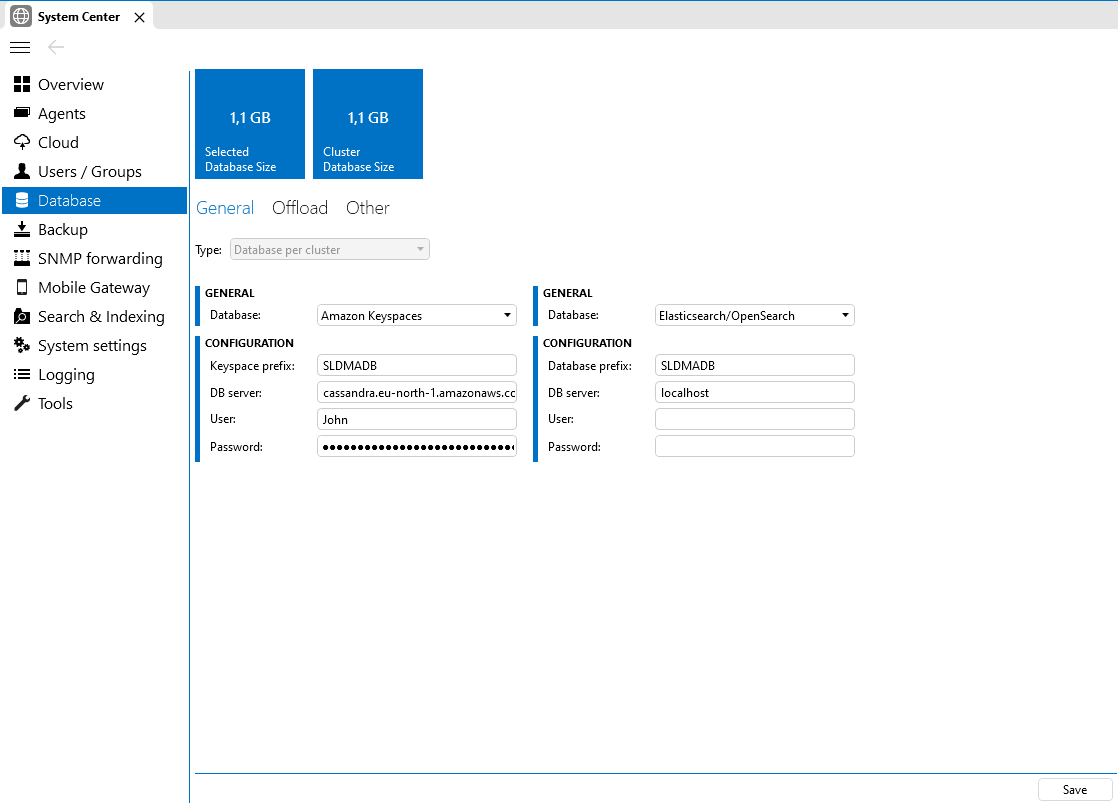 System Center
Overview
Agents
Cloud
Users / Groups
Database
Backup
SNMP forwarding
Mobile Gateway
Search & Indexing
System settings
Logging
Tools
1,1 GB
Selected
Database Size
1,1 GB
Cluster
Database Size
General Offload Other
Type: Database per cluster
GENERAL
Database: Amazon Keyspaces
CONFIGURATION
Keyspace prefix: SLDMADB
DB server: cassandra.eu-north-1.amazonaws.cc
User: John
Password: ●●●●●●●●●●●●●●●●●●●●●●●●●●●●
GENERAL
Database: Elasticsearch/OpenSearch
CONFIGURATION
Database prefix: SLDMADB
DB server: localhost
User:
Password:
Save